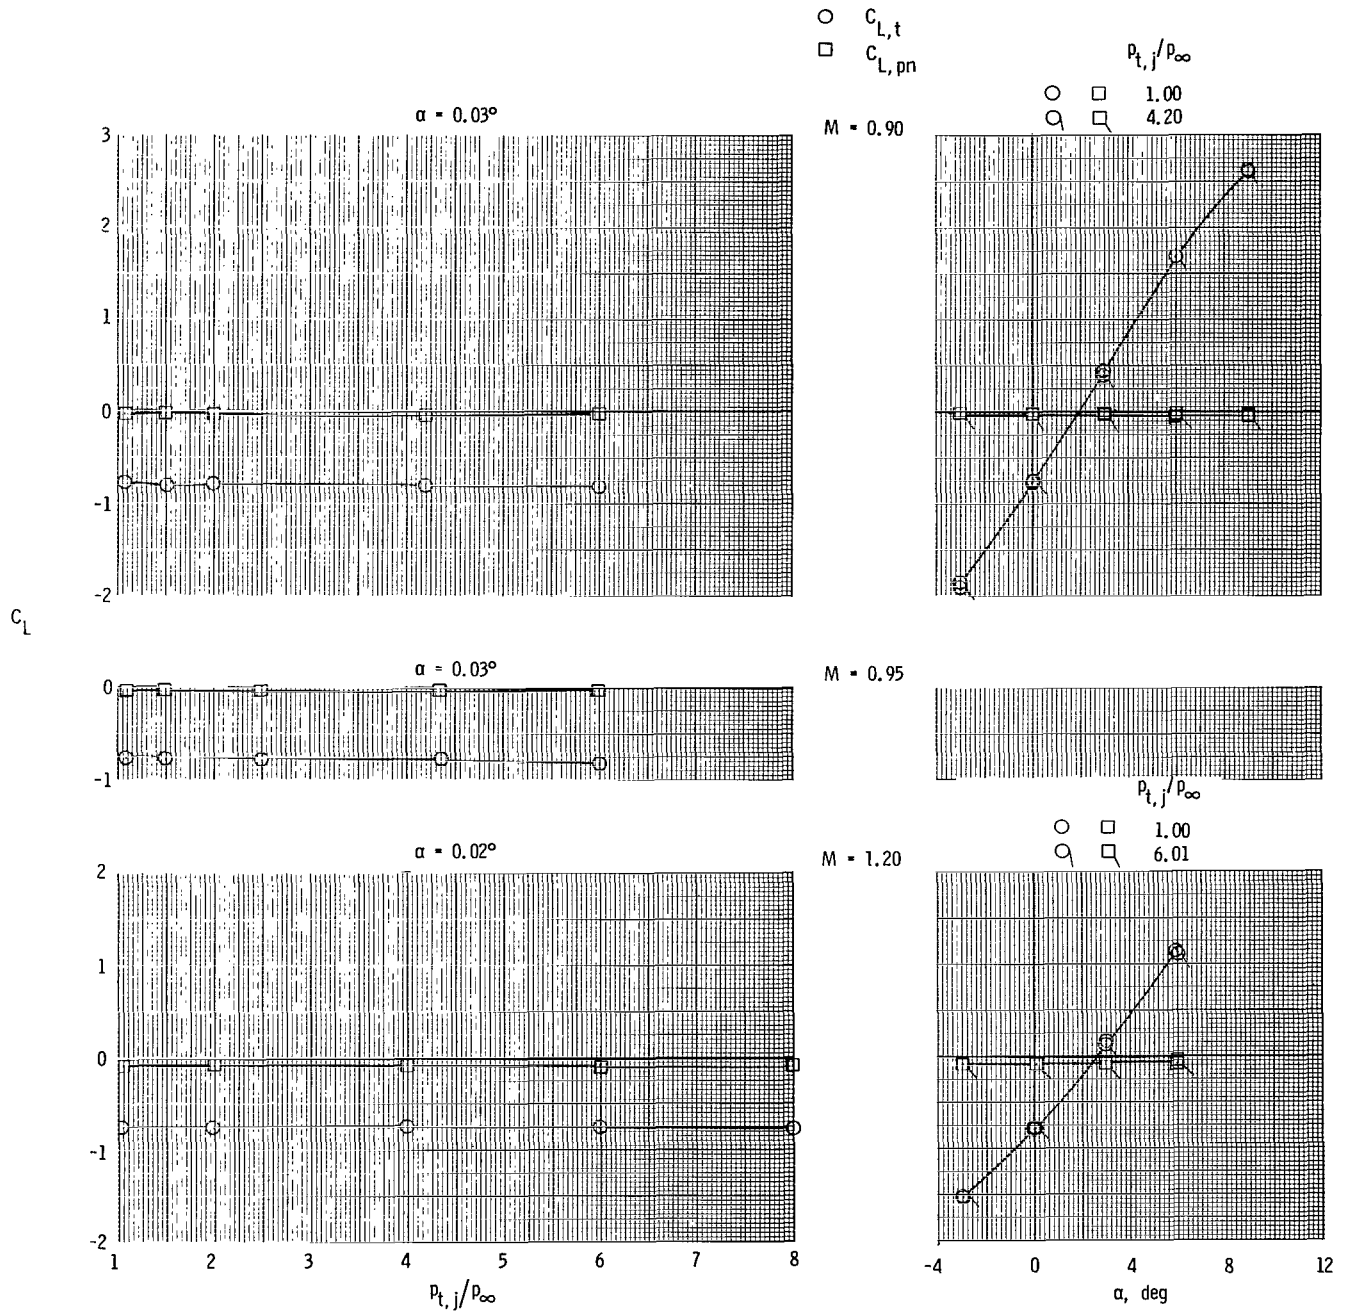 C_L,t
C_L,pn
p_t,j/p_∞
1.00
4.20
α = 0.03°
M = 0.90
3
2
1
0
-1
-2
C_L
α = 0.03°
M = 0.95
0
-1
p_t,j/p_∞
1.00
6.01
α = 0.02°
M = 1.20
2
1
0
-1
-2
1 2 3 4 5 6 7 8
p_t,j/p_∞
-4 0 4 8 12
α, deg